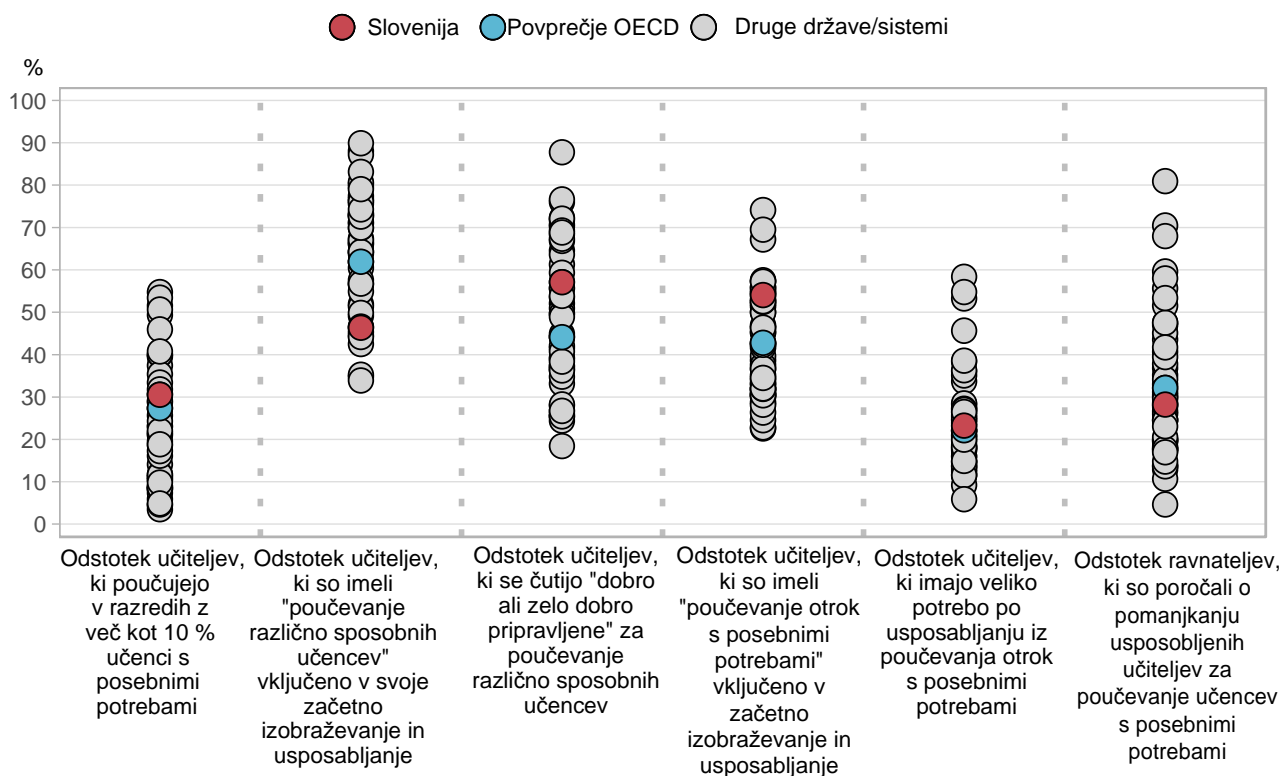 Slovenija Povprečje OECD Druge države/sistemi
%
100
90
80
70
60
50
40
30
20
10
0
Odstotek učiteljev,
ki poučujejo
v razredih z
več kot 10 %
učenci s
posebnimi
potrebami
Odstotek učiteljev,
ki so imeli
"poučevanje
različno sposobnih
učencev"
vključeno v svoje
začetno
izobraževanje in
usposabljanje
Odstotek učiteljev,
ki se čutijo "dobro
ali zelo dobro
pripravljene" za
poučevanje
različno sposobnih
učencev
Odstotek učiteljev,
ki so imeli
"poučevanje otrok
s posebnimi
potrebami"
vključeno v
začetno
izobraževanje in
usposabljanje
Odstotek učiteljev,
ki imajo veliko
potrebo po
usposabljanju iz
poučevanja otrok
s posebnimi
potrebami
Odstotek ravnateljev,
ki so poročali o
pomanjkanju
usposobljenih
učiteljev za
poučevanje učencev
s posebnimi
potrebami